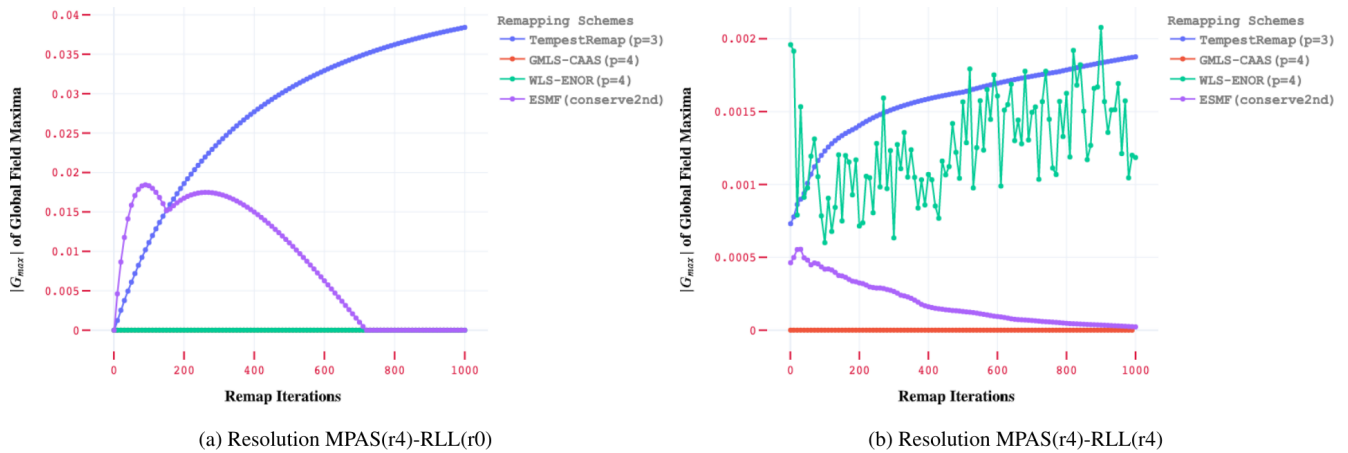 |G_max| of Global Field Maxima
0.04
0.035
0.03
0.025
0.02
0.015
0.01
0.005
0
0
200
400
600
800
1000
Remap Iterations
Remapping Schemes
TempestRemap(p=3)
GMLS-CAAS(p=4)
WLS-ENOR(p=4)
ESMF(conserve2nd)
(a) Resolution MPAS(r4)-RLL(r0)
|G_max| of Global Field Maxima
0.002
0.0015
0.001
0.0005
0
0
200
400
600
800
1000
Remap Iterations
Remapping Schemes
TempestRemap(p=3)
GMLS-CAAS(p=4)
WLS-ENOR(p=4)
ESMF(conserve2nd)
(b) Resolution MPAS(r4)-RLL(r4)